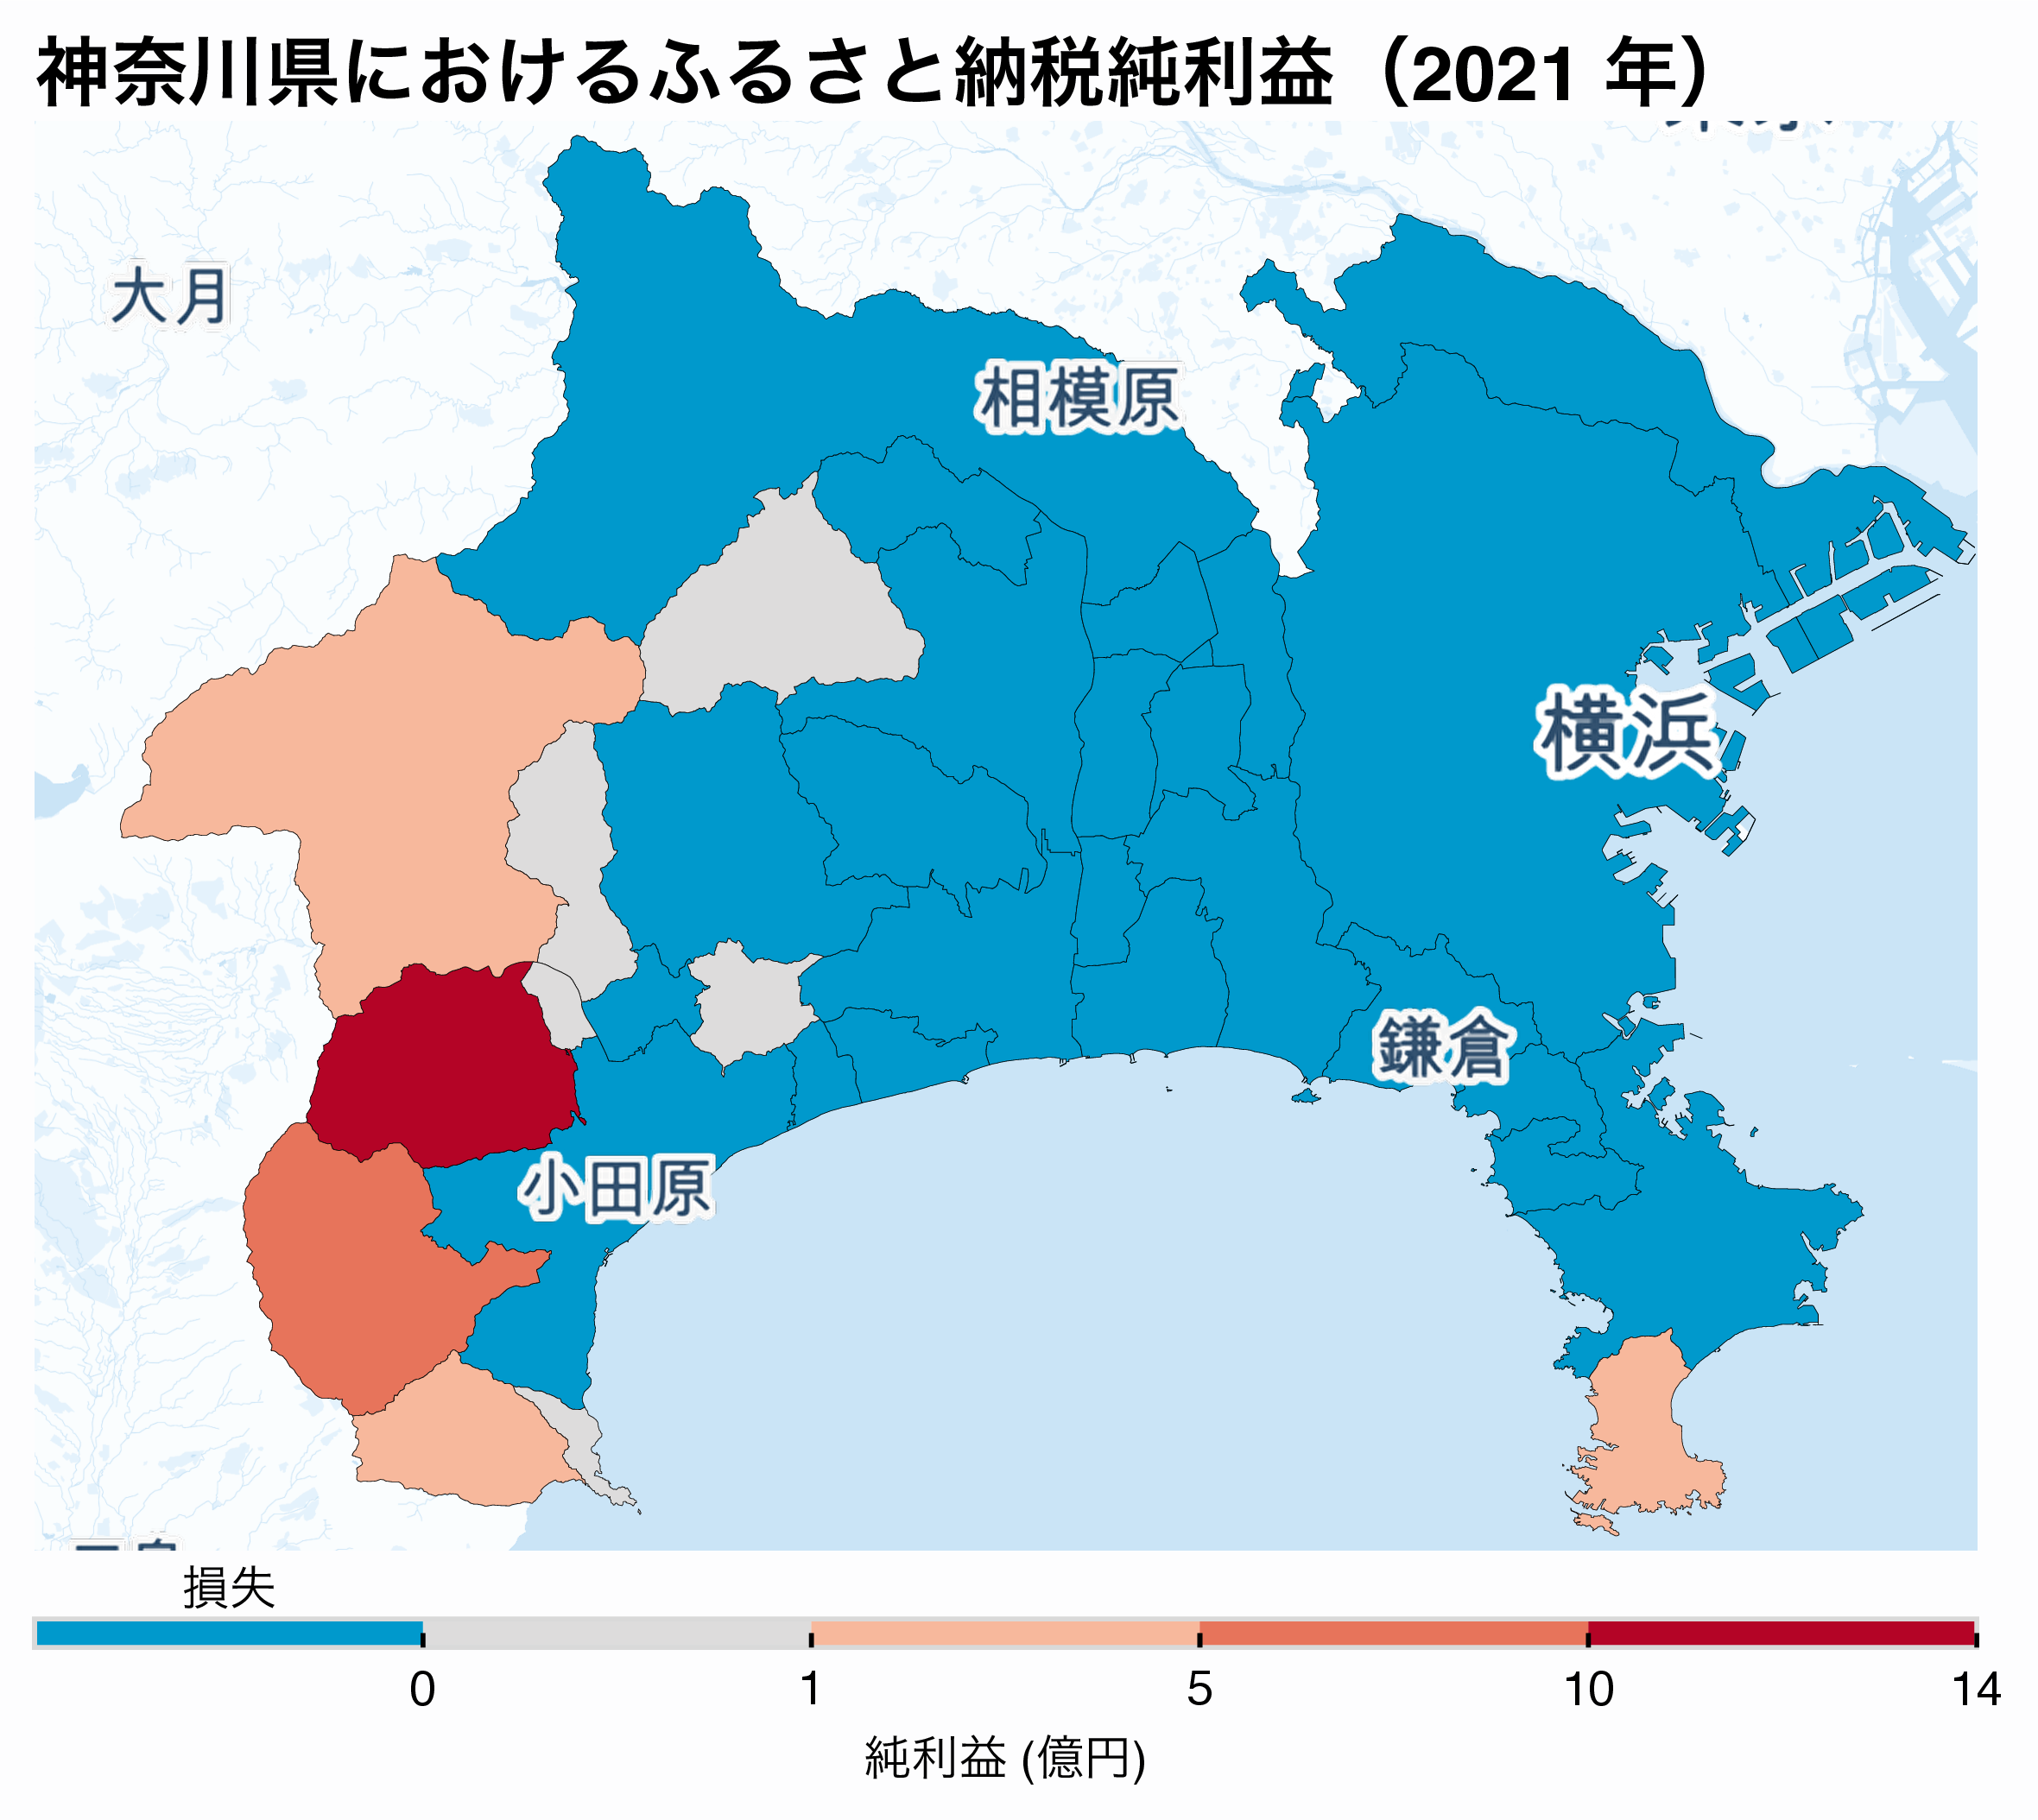 神奈川県におけるふるさと納税純利益（2021 年）
大月
相模原
横浜
鎌倉
小田原
損失
0 1 5 10 14
純利益 (億円)